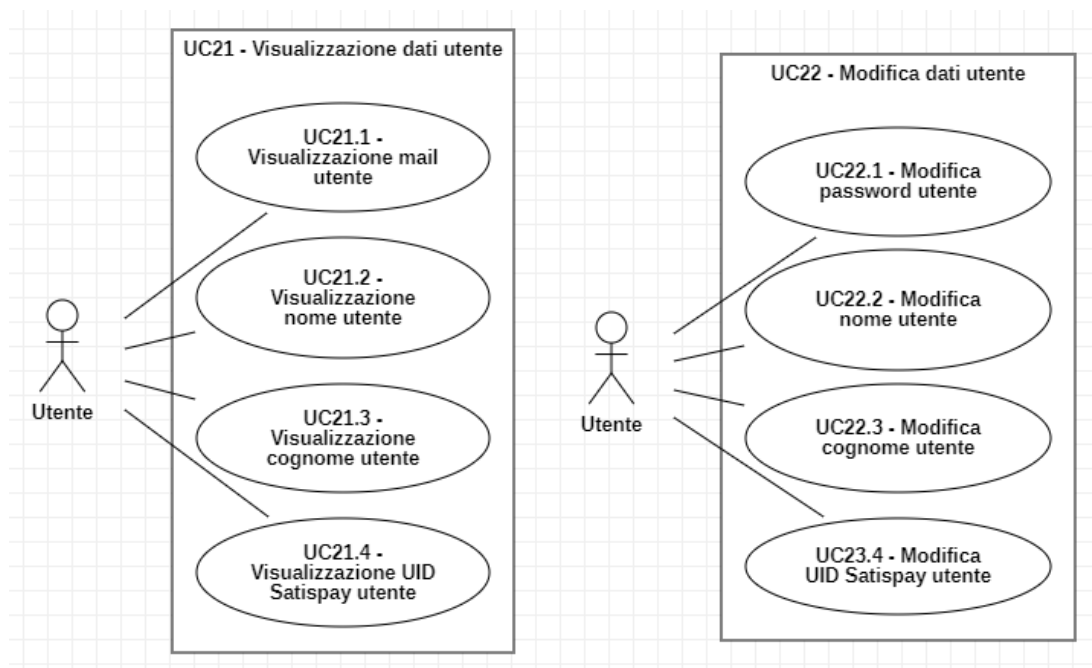 UC21 - Visualizzazione dati utente
UC21.1 -
Visualizzazione mail
utente
UC21.2 -
Visualizzazione
nome utente
UC21.3 -
Visualizzazione
cognome utente
UC21.4 -
Visualizzazione UID
Satispay utente
Utente
UC22 - Modifica dati utente
UC22.1 - Modifica
password utente
UC22.2 - Modifica
nome utente
UC22.3 - Modifica
cognome utente
UC23.4 - Modifica
UID Satispay utente
Utente